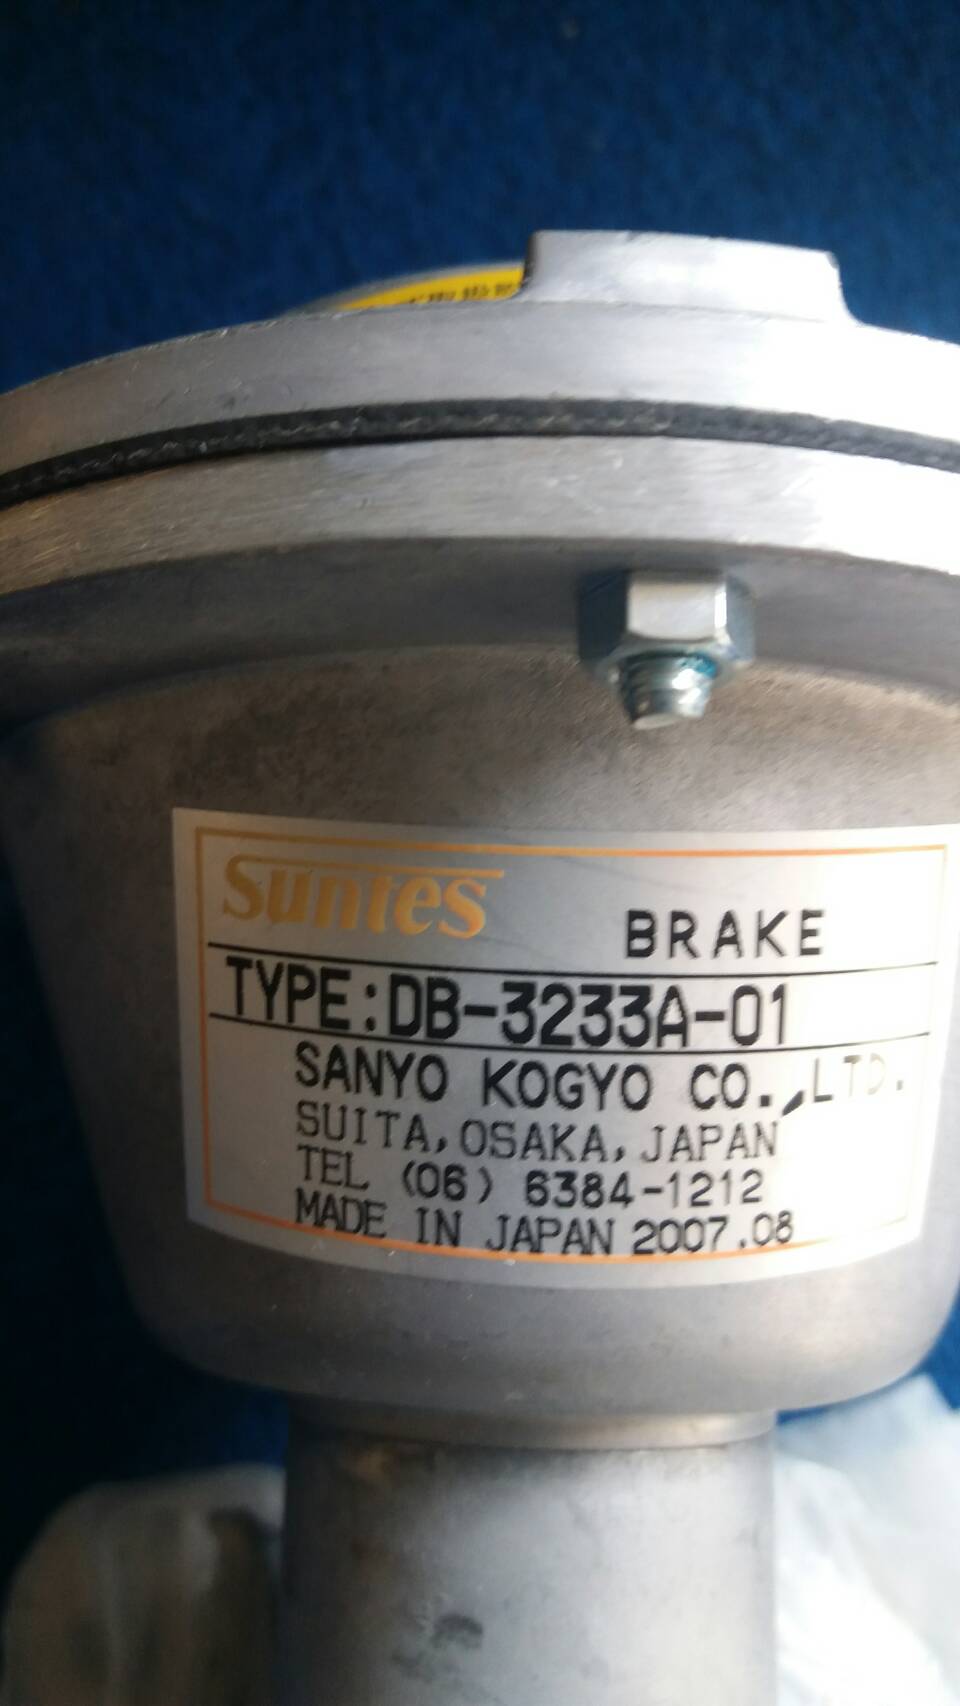 Suntes
BRAKE
TYPE:DB-3233A-01
SANYO KOGYO CO.,LTD.
SUITA,OSAKA,JAPAN
TEL (06) 6384-1212
MADE IN JAPAN 2007.08